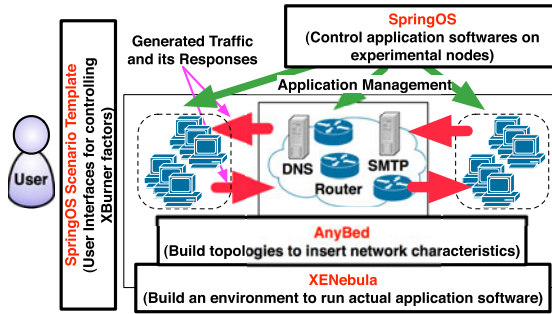 SpringOS
(Control application softwares on
experimental nodes)
Generated Traffic
and its Responses
Application Management
SpringOS Scenario Template
(User Interfaces for controlling
XBurner factors)
User
DNS
SMTP
Router
AnyBed
(Build topologies to insert network characteristics)
XENebula
(Build an environment to run actual application software)